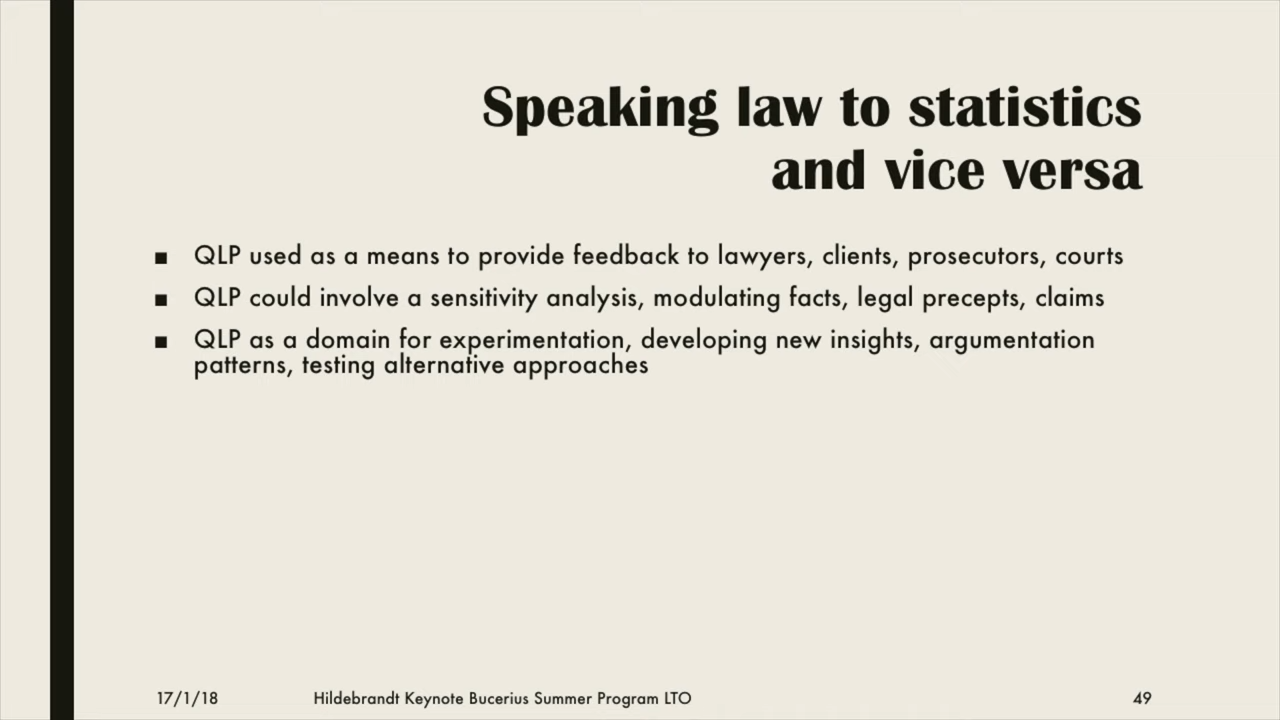 Speaking law to statistics
and vice versa
■ QLP used as a means to provide feedback to lawyers, clients, prosecutors, courts
■ QLP could involve a sensitivity analysis, modulating facts, legal precepts, claims
■ QLP as a domain for experimentation, developing new insights, argumentation
patterns, testing alternative approaches
17/1/18 Hildebrandt Keynote Bucerius Summer Program LTO 49